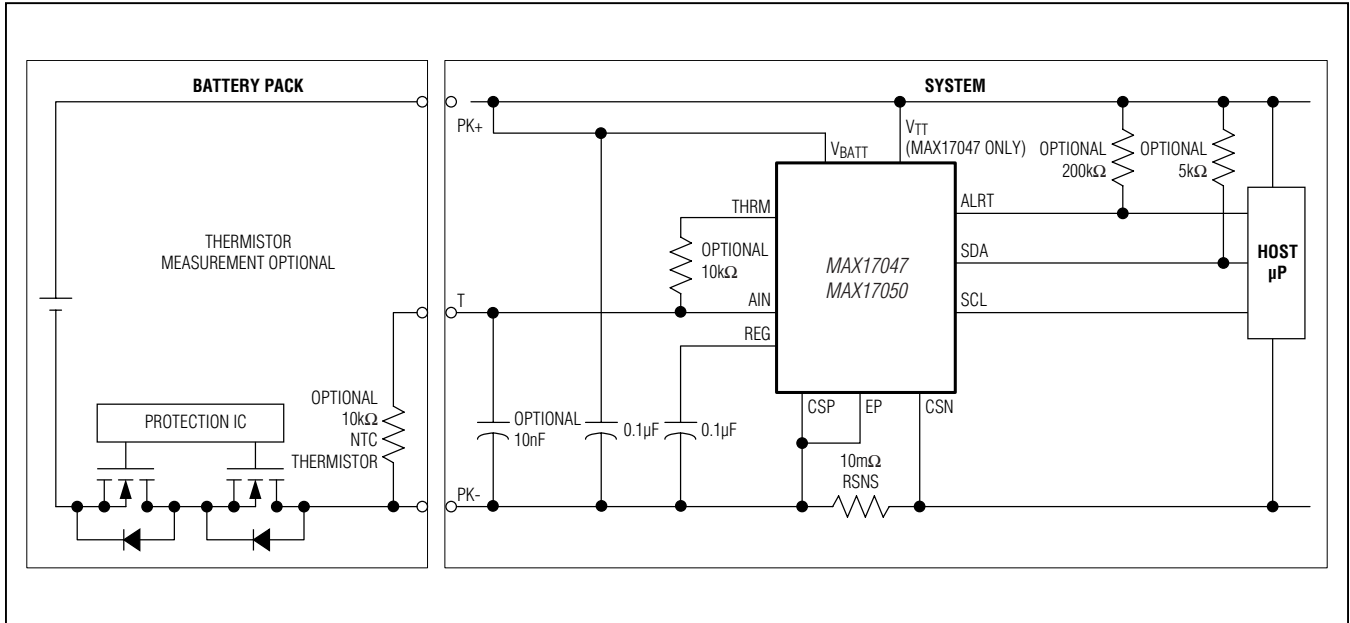 BATTERY PACK
THERMISTOR
MEASUREMENT OPTIONAL
PROTECTION IC
OPTIONAL
10kΩ
NTC
THERMISTOR
SYSTEM
PK+
T
PK-
VBATT
VTT
(MAX17047 ONLY)
OPTIONAL
200kΩ
OPTIONAL
5kΩ
THRM
OPTIONAL
10kΩ
AIN
REG
MAX17047
MAX17050
ALRT
SDA
SCL
HOST
µP
CSP
EP
CSN
OPTIONAL
10nF
0.1µF
0.1µF
10mΩ
RSNS